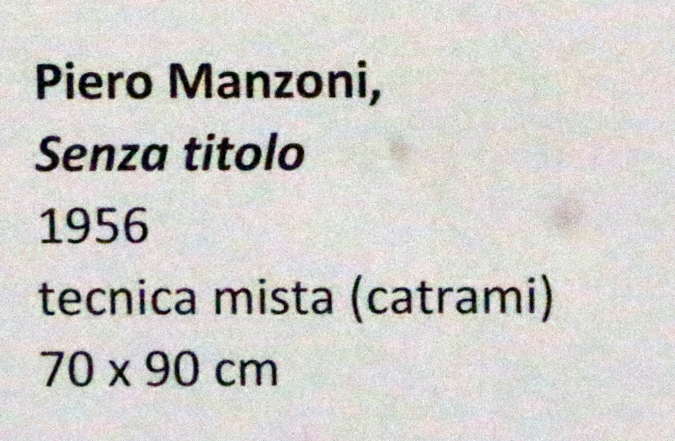 Piero Manzoni,
Senza titolo
1956
tecnica mista (catrami)
70 x 90 cm